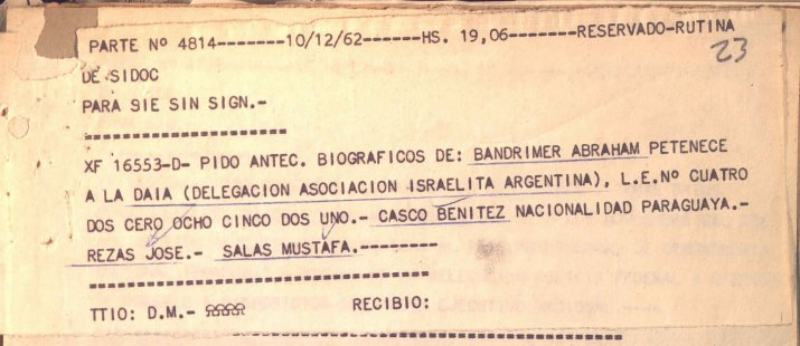 PARTE Nº 4814-------10/12/62------HS. 19,06-------RESERVADO-RUTINA
23
DE SIDOC
PARA SIE SIN SIGN.-
XF 16553-D- PIDO ANTEC. BIOGRAFICOS DE: BANDRIMER ABRAHAM PETENECE
A LA DAIA (DELEGACION ASOCIACION ISRAELITA ARGENTINA), L.E.Nº CUATRO
DOS CERO OCHO CINCO DOS UNO.- CASCO BENITEZ NACIONALIDAD PARAGUAYA.-
REZAS JOSE.- SALAS MUSTAFA.---------
TTIO: D.M.- RECIBIO: